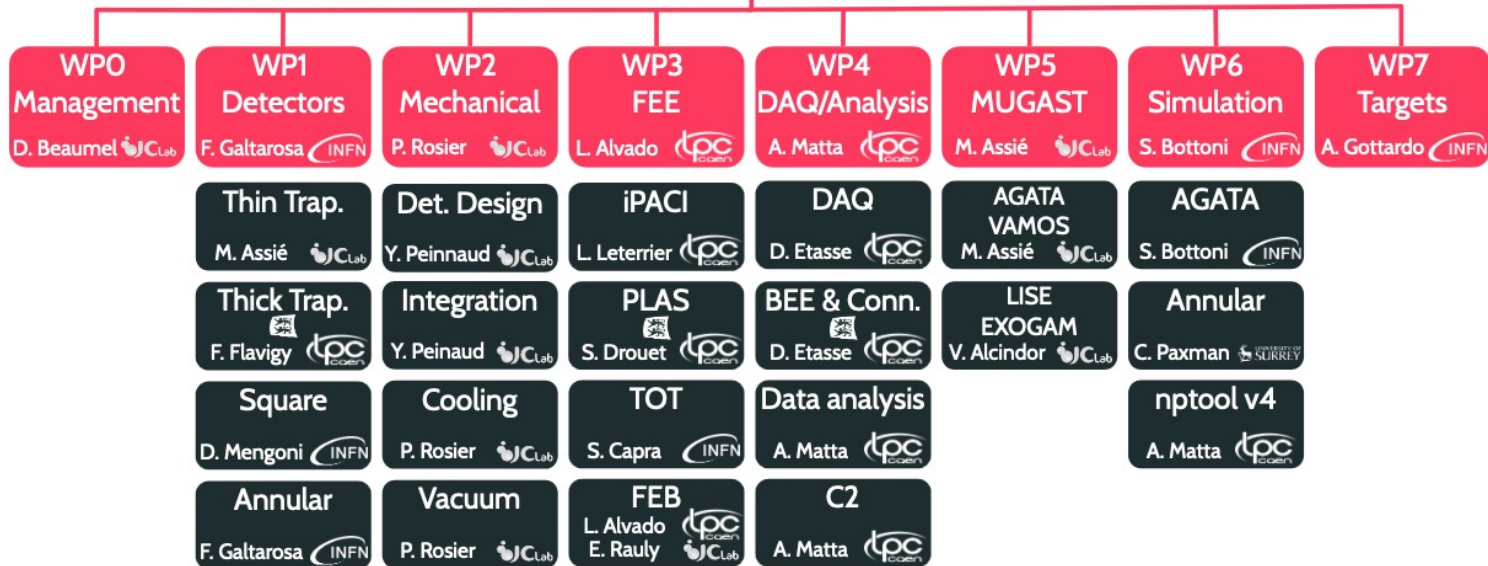 WP0
Management
D. Beaumel IJCLab
WP1
Detectors
F. Galtarosa INFN
WP2
Mechanical
P. Rosier IJCLab
WP3
FEE
L. Alvado LPC caen
WP4
DAQ/Analysis
A. Matta LPC caen
WP5
MUGAST
M. Assié IJCLab
WP6
Simulation
S. Bottoni INFN
WP7
Targets
A. Gottardo INFN
Thin Trap.
M. Assié IJCLab
Thick Trap.
F. Flavigy LPC caen
Square
D. Mengoni INFN
Annular
F. Galtarosa INFN
Det. Design
Y. Peinnaud IJCLab
Integration
Y. Peinaud IJCLab
Cooling
P. Rosier IJCLab
Vacuum
P. Rosier IJCLab
iPACI
L. Leterrier LPC caen
PLAS
S. Drouet LPC caen
TOT
S. Capra INFN
FEB
L. Alvado LPC caen
E. Rauly IJCLab
DAQ
D. Etasse LPC caen
BEE & Conn.
D. Etasse LPC caen
Data analysis
A. Matta LPC caen
C2
A. Matta LPC caen
AGATA
VAMOS
M. Assié IJCLab
LISE
EXOGAM
V. Alcindor IJCLab
AGATA
S. Bottoni INFN
Annular
C. Paxman UNIVERSITY OF SURREY
nptool v4
A. Matta LPC caen